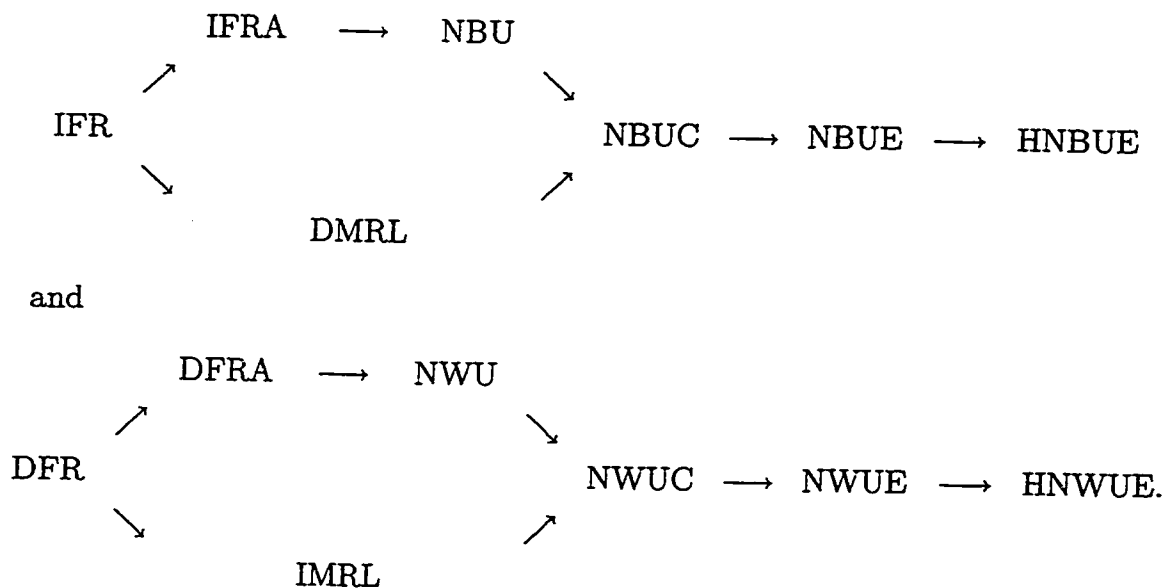 IFRA → NBU
↗ ↘
IFR NBUC → NBUE → HNBUE
↘ ↗
DMRL
and
DFRA → NWU
↗ ↘
DFR NWUC → NWUE → HNWUE.
↘ ↗
IMRL